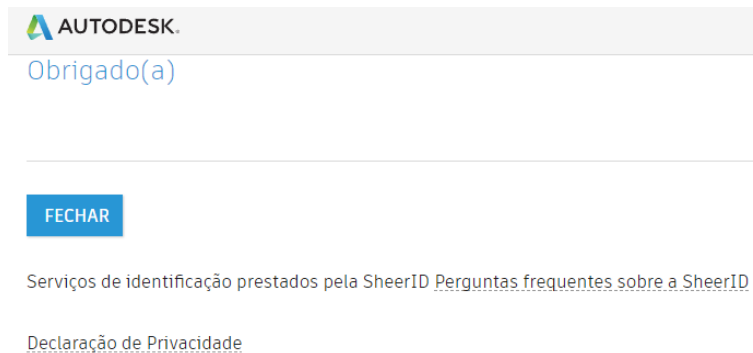 AUTODESK.
Obrigado(a)
FECHAR
Serviços de identificação prestados pela SheerID Perguntas frequentes sobre a SheerID
Declaração de Privacidade